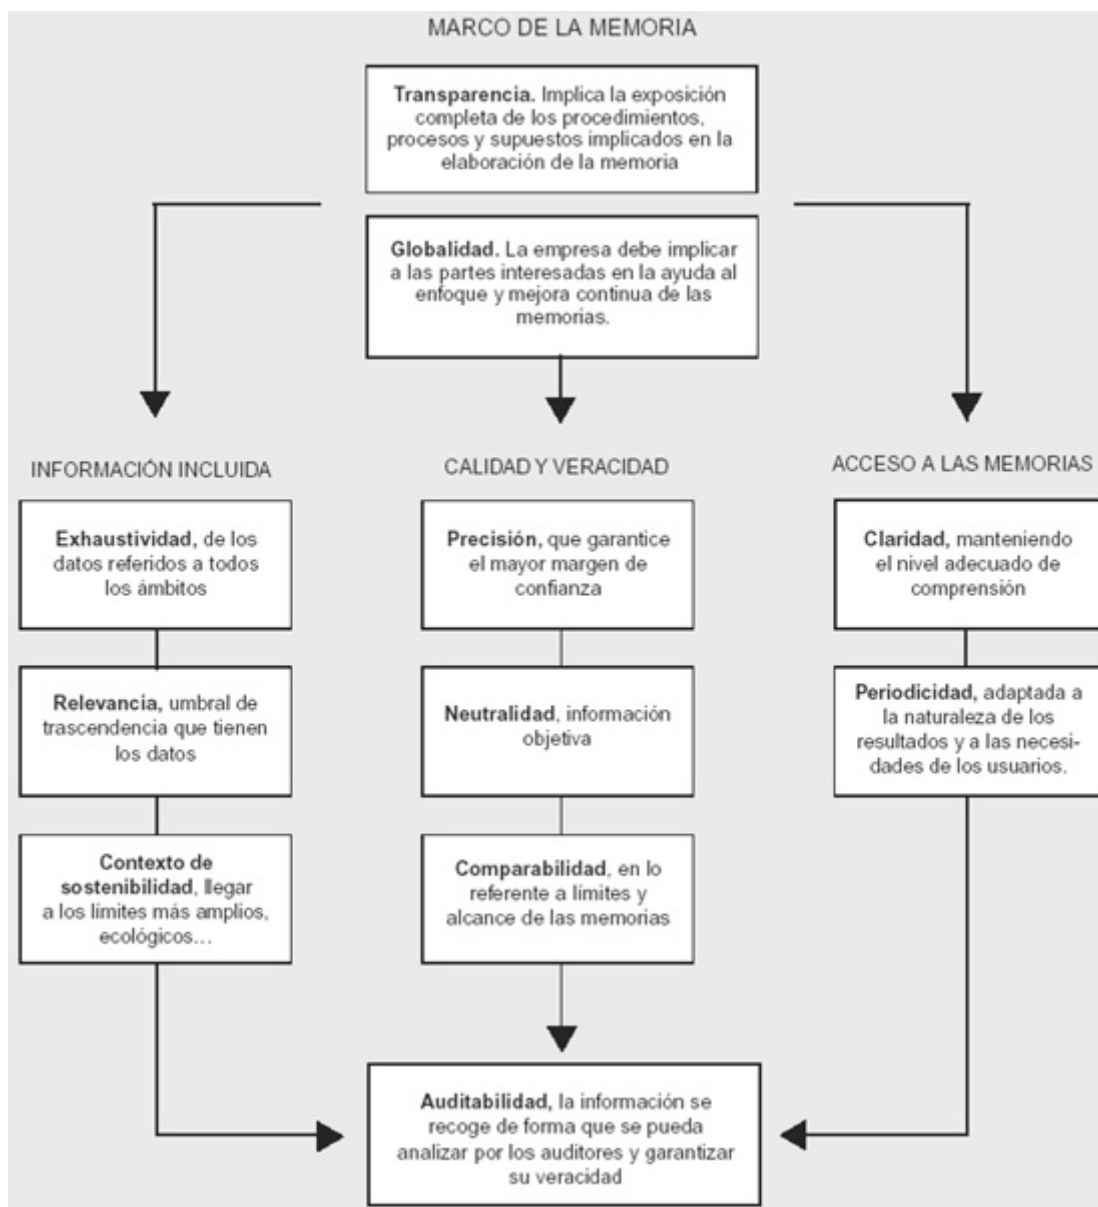 MARCO DE LA MEMORIA
Transparencia. Implica la exposición
completa de los procedimientos,
procesos y supuestos implicados en la
elaboración de la memoria
Globalidad. La empresa debe implicar
a las partes interesadas en la ayuda al
enfoque y mejora continua de las
memorias.
INFORMACIÓN INCLUIDA
Exhaustividad, de los
datos referidos a todos
los ámbitos
Relevancia, umbral de
trascendencia que tienen
los datos
Contexto de
sostenibilidad, llegar
a los límites más amplios,
ecológicos...
CALIDAD Y VERACIDAD
Precisión, que garantice
el mayor margen de
confianza
Neutralidad, información
objetiva
Comparabilidad, en lo
referente a límites y
alcance de las memorias
ACCESO A LAS MEMORIAS
Claridad, manteniendo
el nivel adecuado de
comprensión
Periodicidad, adaptada a
la naturaleza de los
resultados y a las necesi-
dades de los usuarios.
Auditabilidad, la información se
recoge de forma que se pueda
analizar por los auditores y garantizar
su veracidad